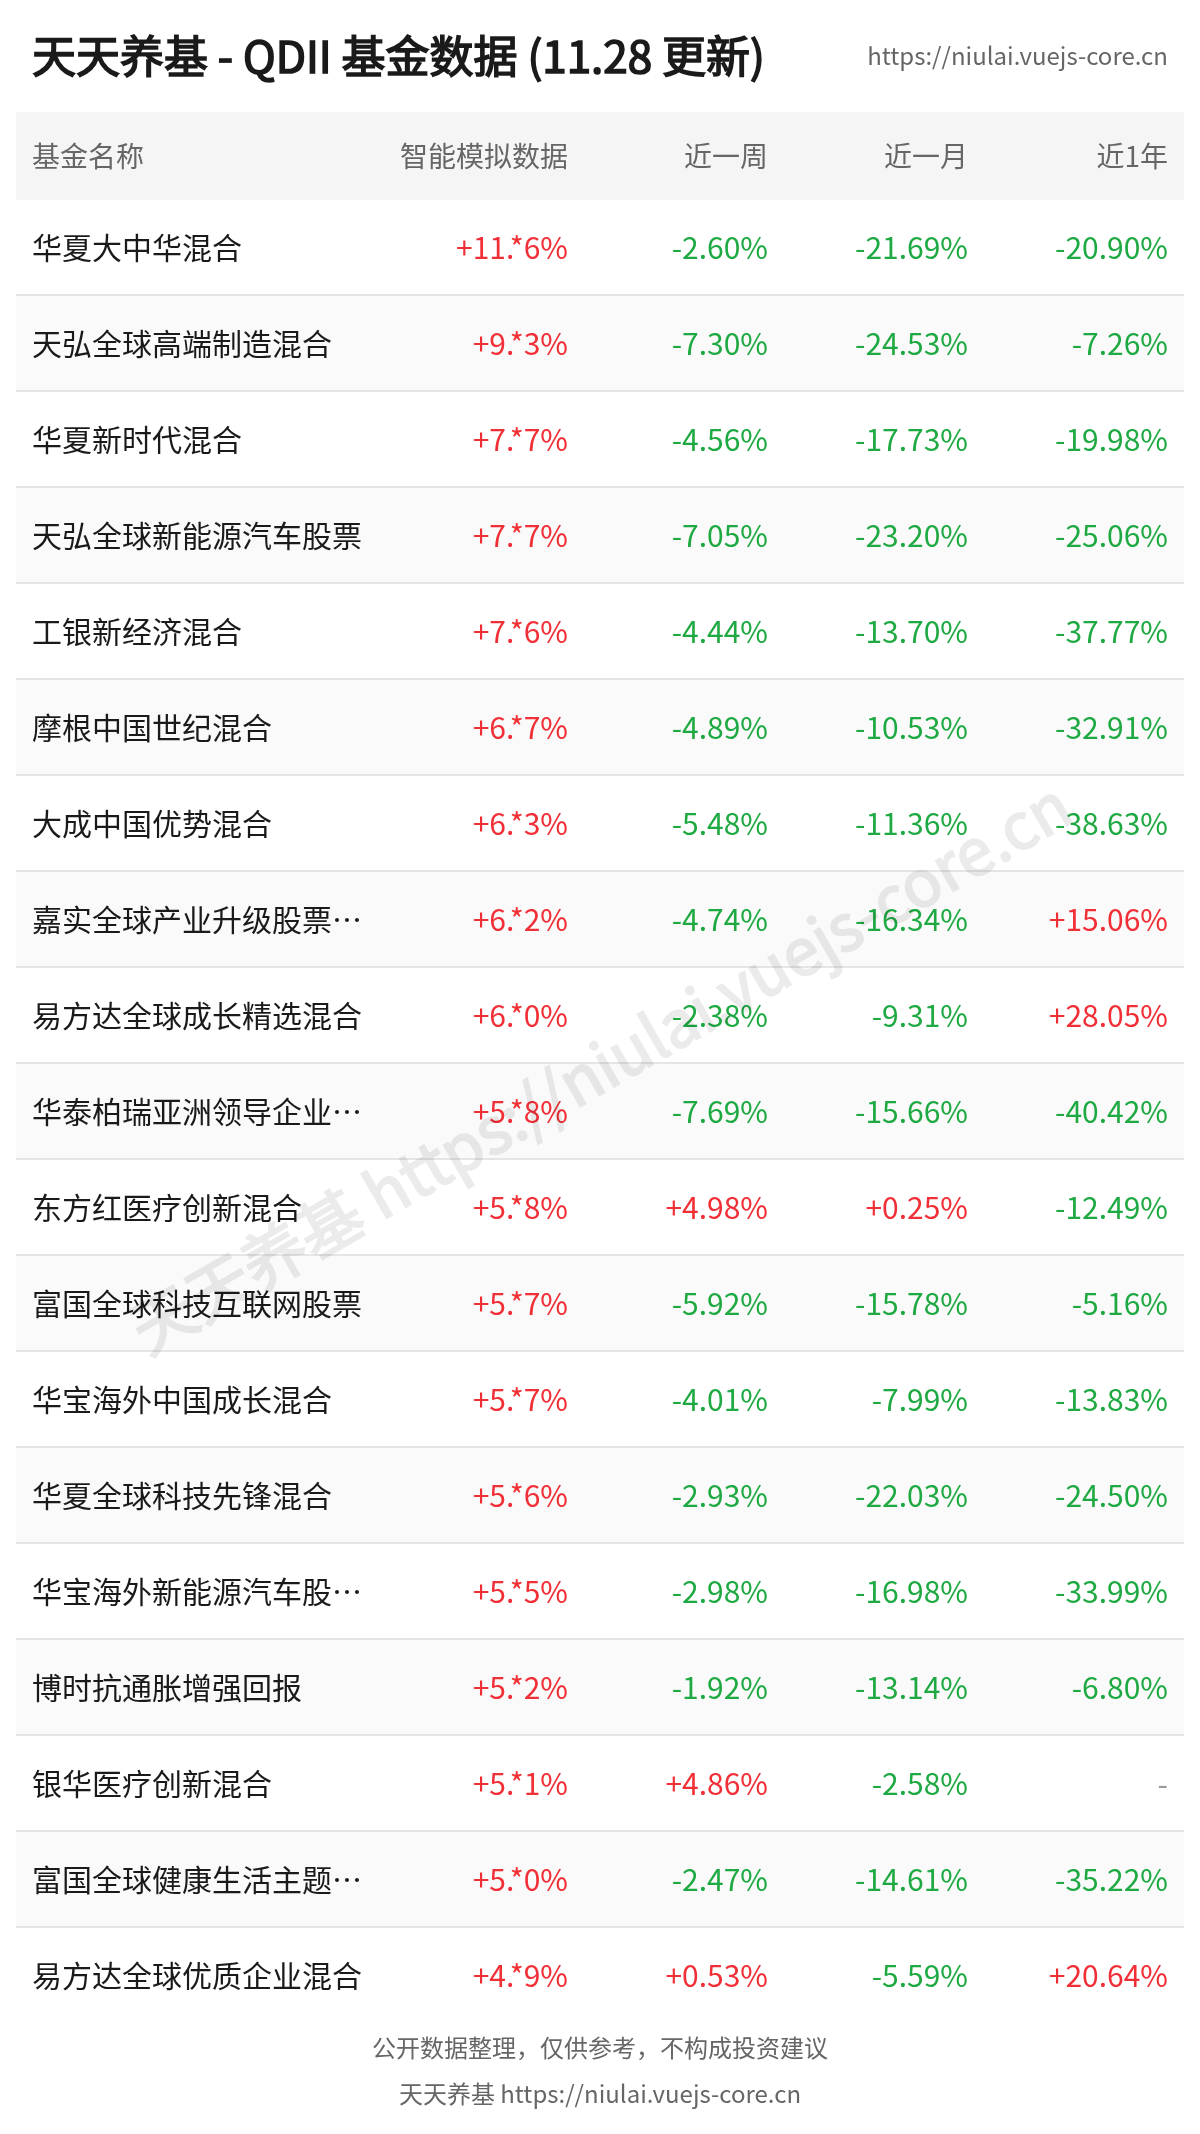 天天养基 - QDII 基金数据 (11.28 更新) https://niulai.vuejs-core.cn
基金名称 智能模拟数据 近一周 近一月 近1年
华夏大中华混合 +11.*6% -2.60% -21.69% -20.90%
天弘全球高端制造混合 +9.*3% -7.30% -24.53% -7.26%
华夏新时代混合 +7.*7% -4.56% -17.73% -19.98%
天弘全球新能源汽车股票 +7.*7% -7.05% -23.20% -25.06%
工银新经济混合 +7.*6% -4.44% -13.70% -37.77%
摩根中国世纪混合 +6.*7% -4.89% -10.53% -32.91%
大成中国优势混合 +6.*3% -5.48% -11.36% -38.63%
嘉实全球产业升级股票… +6.*2% -4.74% -16.34% +15.06%
易方达全球成长精选混合 +6.*0% -2.38% -9.31% +28.05%
华泰柏瑞亚洲领导企业… +5.*8% -7.69% -15.66% -40.42%
东方红医疗创新混合 +5.*8% +4.98% +0.25% -12.49%
富国全球科技互联网股票 +5.*7% -5.92% -15.78% -5.16%
华宝海外中国成长混合 +5.*7% -4.01% -7.99% -13.83%
华夏全球科技先锋混合 +5.*6% -2.93% -22.03% -24.50%
华宝海外新能源汽车股… +5.*5% -2.98% -16.98% -33.99%
博时抗通胀增强回报 +5.*2% -1.92% -13.14% -6.80%
银华医疗创新混合 +5.*1% +4.86% -2.58% -
富国全球健康生活主题… +5.*0% -2.47% -14.61% -35.22%
易方达全球优质企业混合 +4.*9% +0.53% -5.59% +20.64%
天天养基 https://niulai.vuejs-core.cn
公开数据整理，仅供参考，不构成投资建议
天天养基 https://niulai.vuejs-core.cn